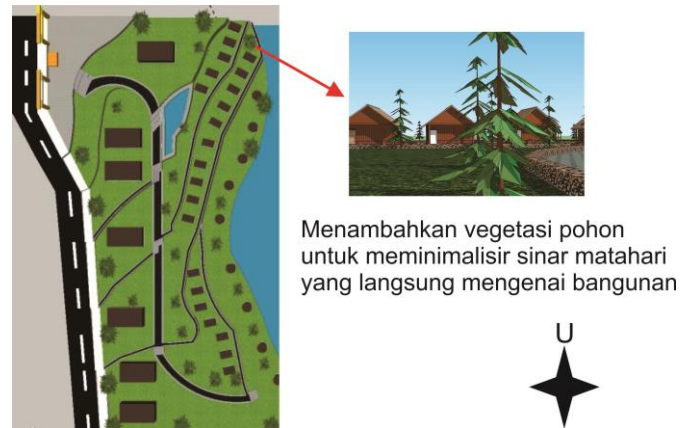 Menambahkan vegetasi pohon
untuk meminimalisir sinar matahari
yang langsung mengenai bangunan
U